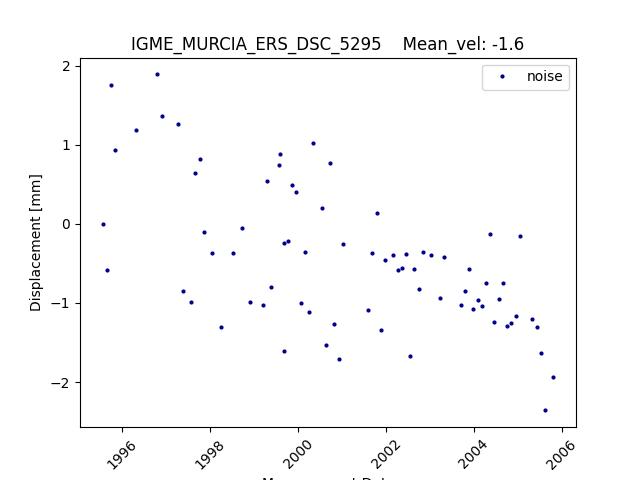 IGME_MURCIA_ERS_DSC_5295    Mean_vel: -1.6
noise
Displacement [mm]
2
1
0
−1
−2
1996 1998 2000 2002 2004 2006